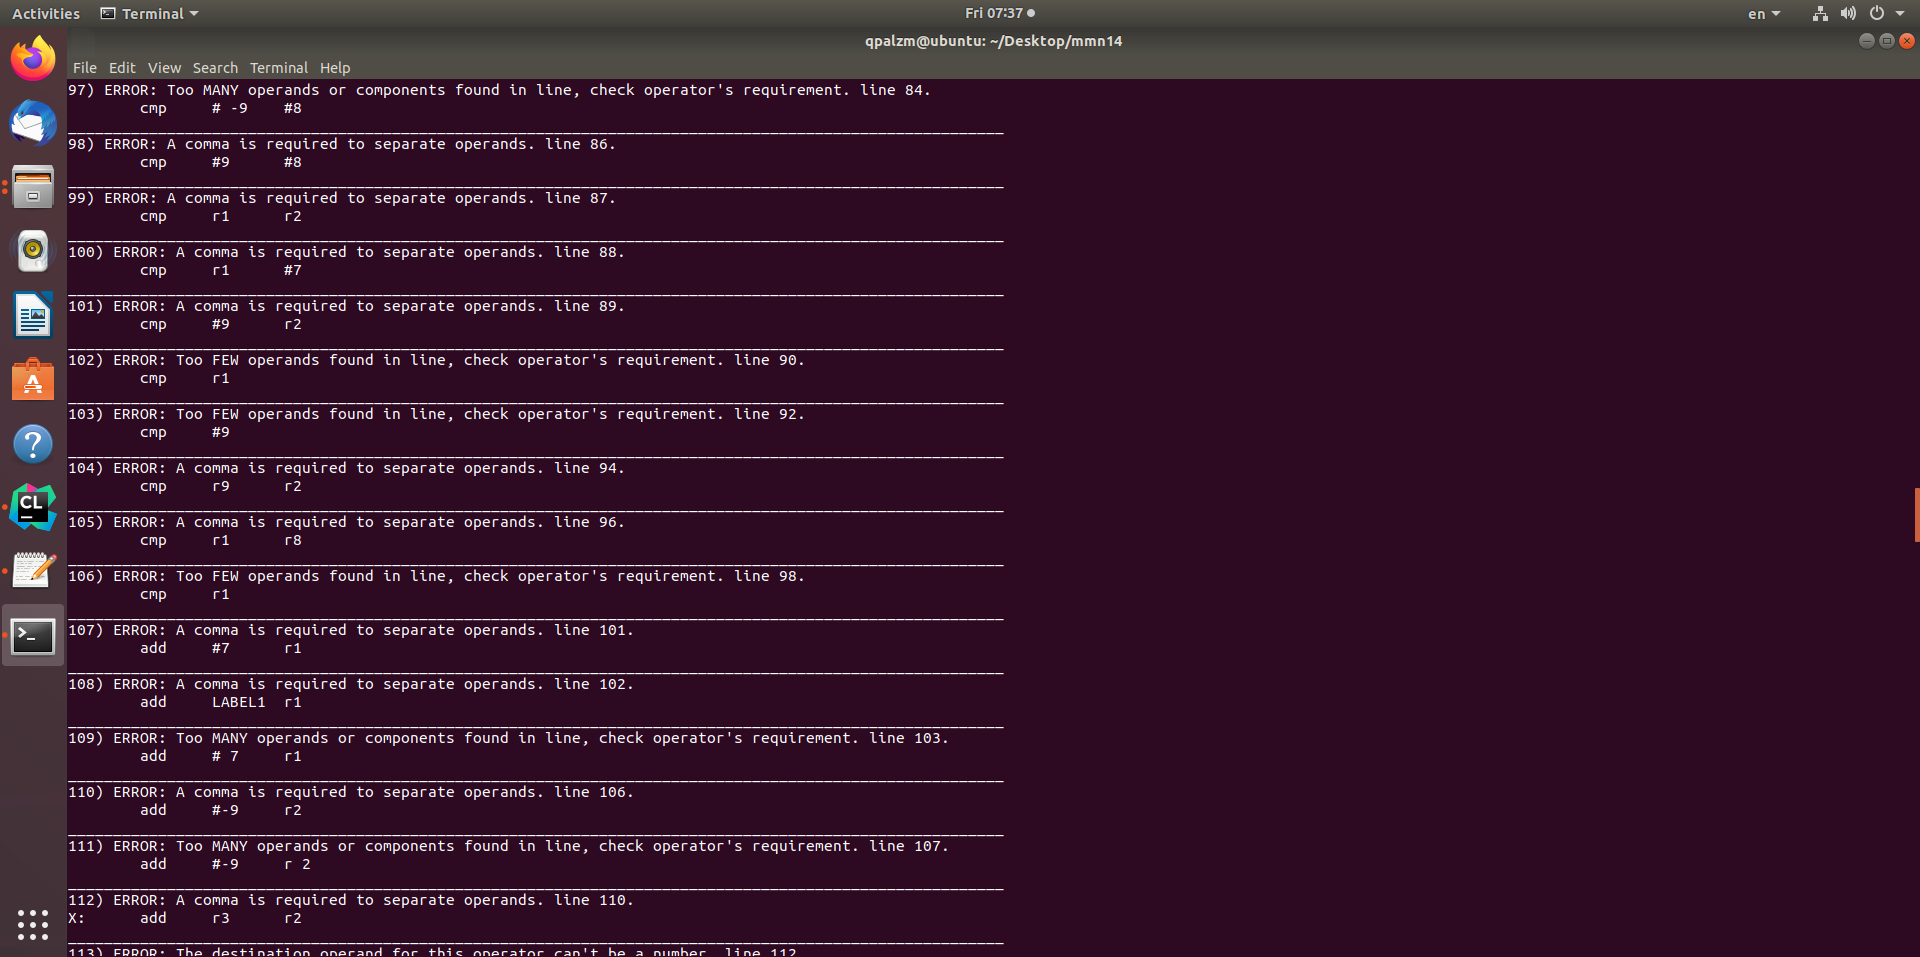 Activities Terminal Fri 07:37 en
qpalzm@ubuntu: ~/Desktop/mmn14
File Edit View Search Terminal Help
97) ERROR: Too MANY operands or components found in line, check operator's requirement. line 84.
cmp # -9 #8
98) ERROR: A comma is required to separate operands. line 86.
cmp #9 #8
99) ERROR: A comma is required to separate operands. line 87.
cmp r1 r2
100) ERROR: A comma is required to separate operands. line 88.
cmp r1 #7
101) ERROR: A comma is required to separate operands. line 89.
cmp #9 r2
102) ERROR: Too FEW operands found in line, check operator's requirement. line 90.
cmp r1
103) ERROR: Too FEW operands found in line, check operator's requirement. line 92.
cmp #9
104) ERROR: A comma is required to separate operands. line 94.
cmp r9 r2
105) ERROR: A comma is required to separate operands. line 96.
cmp r1 r8
106) ERROR: Too FEW operands found in line, check operator's requirement. line 98.
cmp r1
107) ERROR: A comma is required to separate operands. line 101.
add #7 r1
108) ERROR: A comma is required to separate operands. line 102.
add LABEL1 r1
109) ERROR: Too MANY operands or components found in line, check operator's requirement. line 103.
add # 7 r1
110) ERROR: A comma is required to separate operands. line 106.
add #-9 r2
111) ERROR: Too MANY operands or components found in line, check operator's requirement. line 107.
add #-9 r 2
112) ERROR: A comma is required to separate operands. line 110.
X: add r3 r2
113) ERROR: The destination operand for this operator can't be a number. line 112
CL